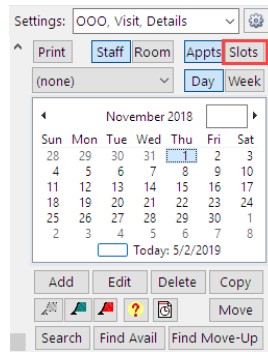 Settings: OOO, Visit, Details
Print Staff Room Appts Slots
(none) Day Week
November 2018
Sun Mon Tue Wed Thu Fri Sat
28 29 30 31 1 2 3
4 5 6 7 8 9 10
11 12 13 14 15 16 17
18 19 20 21 22 23 24
25 26 27 28 29 30 1
2 3 4 5 6 7 8
Today: 5/2/2019
Add Edit Delete Copy
? Move
Search Find Avail Find Move-Up